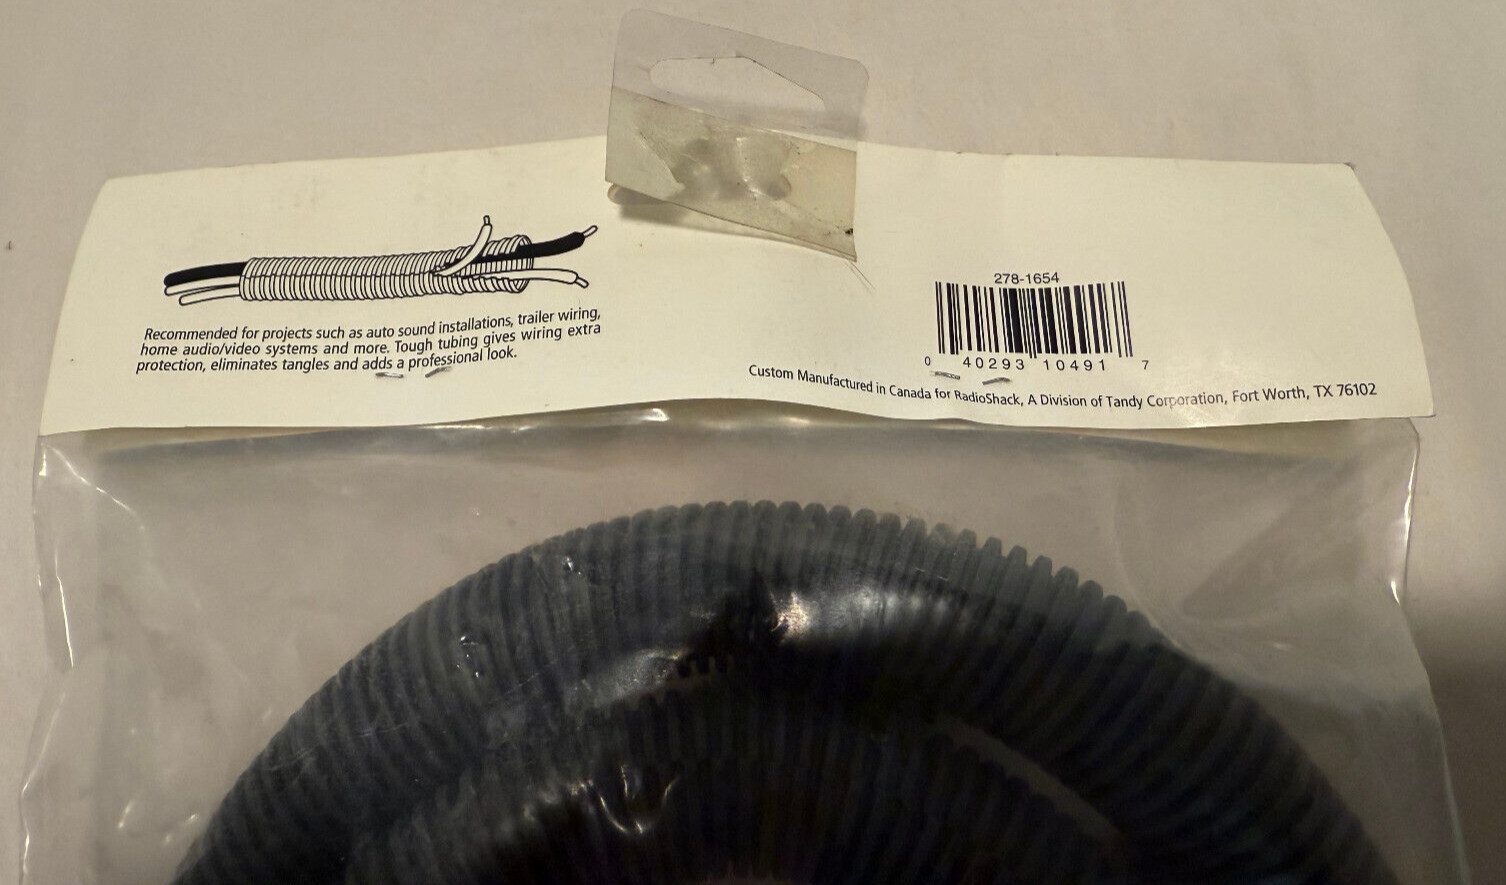 Recommended for projects such as auto sound installations, trailer wiring,
home audio/video systems and more. Tough tubing gives wiring extra
protection, eliminates tangles and adds a professional look.
278-1654
0 40293 10491 7
Custom Manufactured in Canada for RadioShack, A Division of Tandy Corporation, Fort Worth, TX 76102